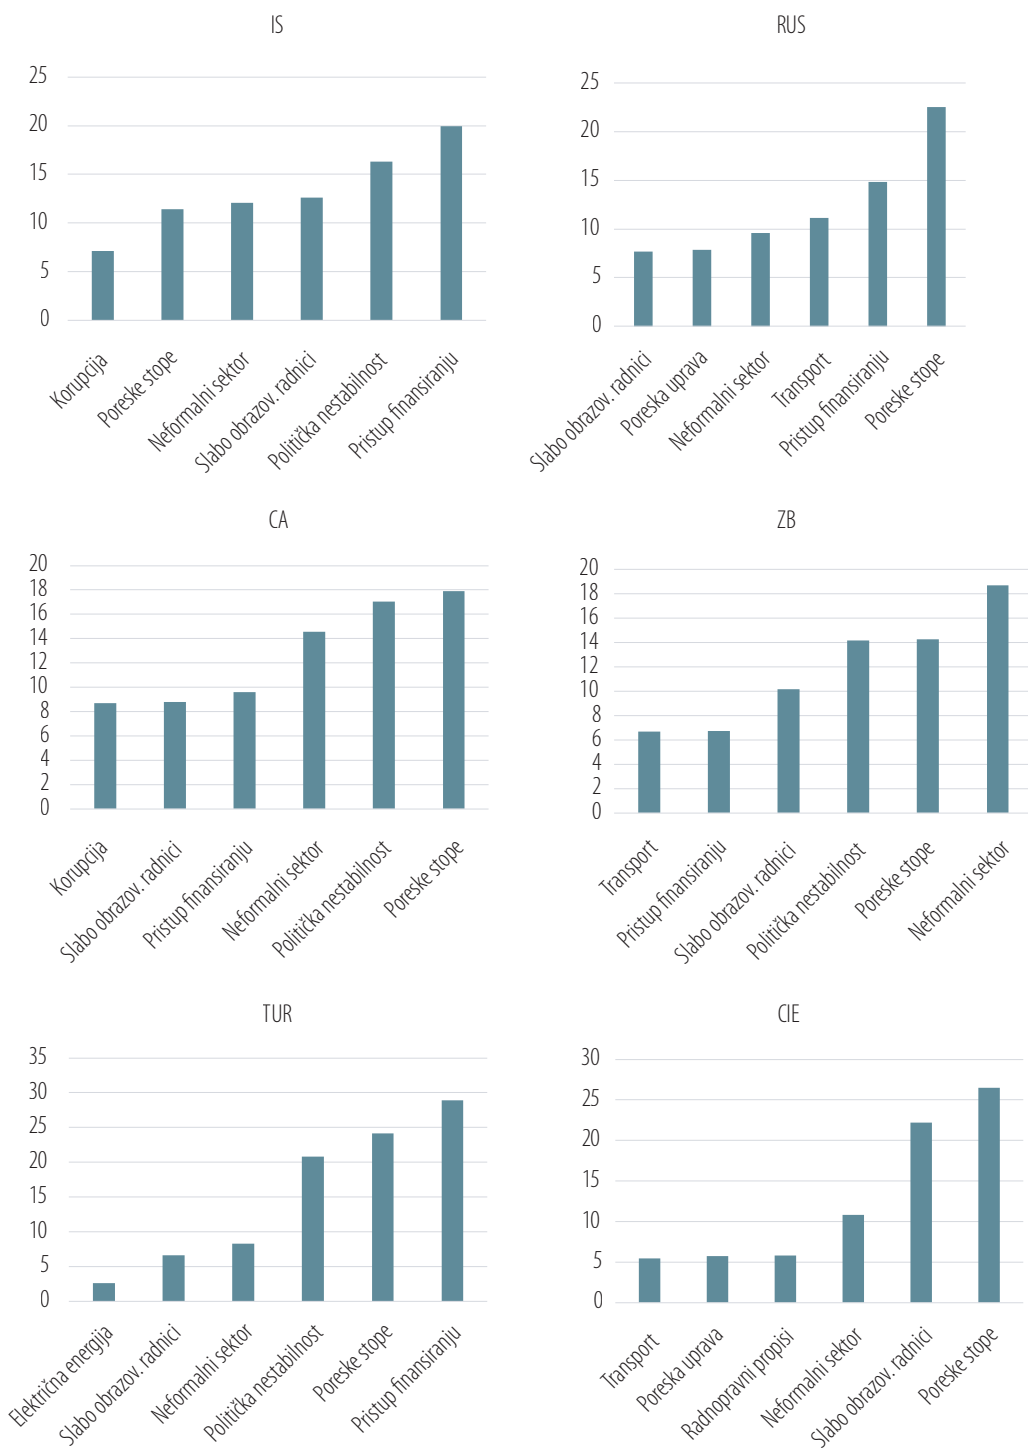 IS
25
20
15
10
5
0
Korupcija
Poreske stope
Neformalni sektor
Slabo obrazov. radnici
Politička nestabilnost
Pristup finansiranju
RUS
25
20
15
10
5
0
Slabo obrazov. radnici
Poreska uprava
Neformalni sektor
Transport
Pristup finansiranju
Poreske stope
CA
20
18
16
14
12
10
8
6
4
2
0
Korupcija
Slabo obrazov. radnici
Pristup finansiranju
Neformalni sektor
Politička nestabilnost
Poreske stope
ZB
20
18
16
14
12
10
8
6
4
2
0
Transport
Pristup finansiranju
Slabo obrazov. radnici
Politička nestabilnost
Poreske stope
Neformalni sektor
TUR
35
30
25
20
15
10
5
0
Električna energija
Slabo obrazov. radnici
Neformalni sektor
Politička nestabilnost
Poreske stope
Pristup finansiranju
CIE
30
25
20
15
10
5
0
Transport
Poreska uprava
Radnopravni propisi
Neformalni sektor
Slabo obrazov. radnici
Poreske stope